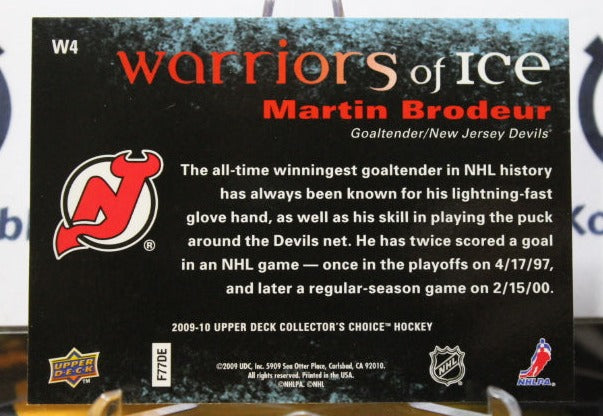 W4
warriors of ice
Martin Brodeur
Goaltender/New Jersey Devils®
The all-time winningest goaltender in NHL history
has always been known for his lightning-fast
glove hand, as well as his skill in playing the puck
around the Devils net. He has twice scored a goal
in an NHL game — once in the playoffs on 4/17/97,
and later a regular-season game on 2/15/00.
®
2009-10 UPPER DECK COLLECTOR'S CHOICE™ HOCKEY
UPPER DECK™
F77DE
©2009 UDC, Inc. 5909 Sea Otter Place, Carlsbad, CA 92010.
All rights reserved. Printed in the USA.
©NHLPA. ©NHL
NHL
NHLPA